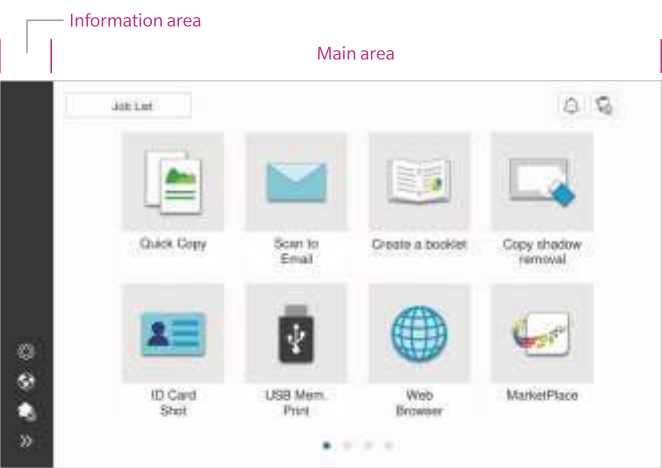 Information area
Main area
Job List
Quick Copy
Scan to
Email
Create a booklet
Copy shadow
removal
ID Card
Shot
USB Mem.
Print
Web
Browser
MarketPlace